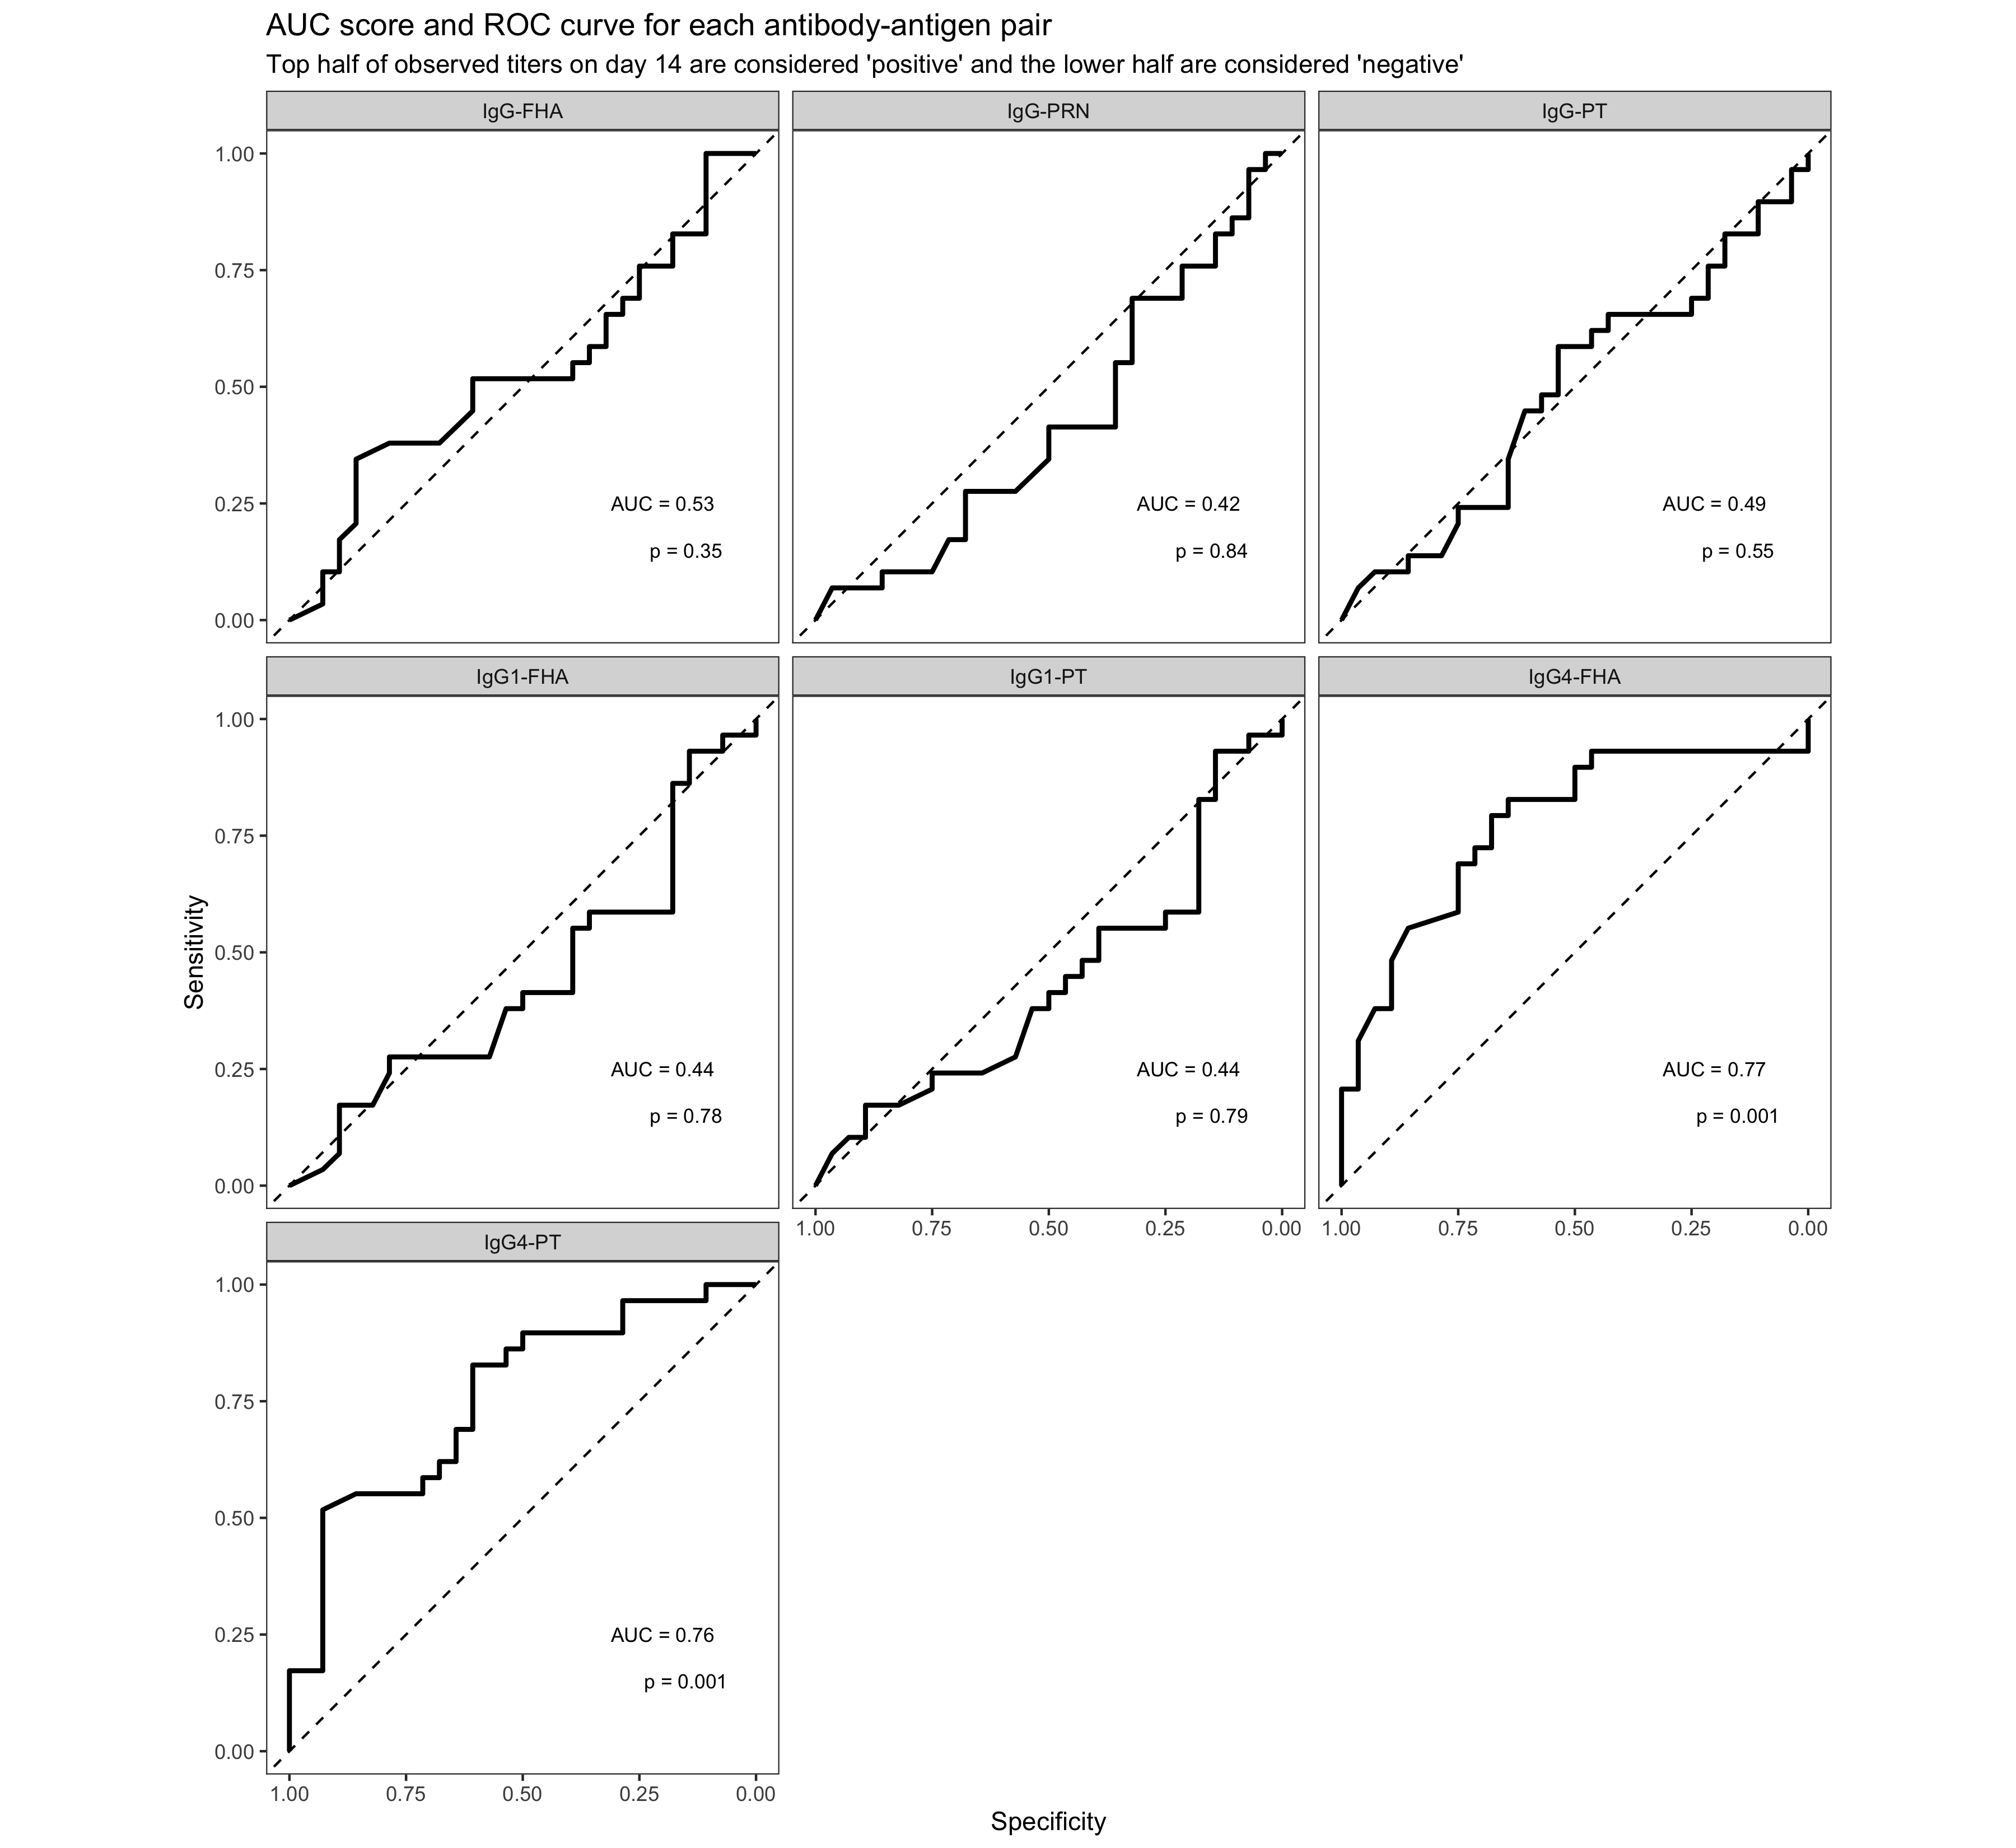 AUC score and ROC curve for each antibody-antigen pair
Top half of observed titers on day 14 are considered 'positive' and the lower half are considered 'negative'
IgG-FHA
IgG-PRN
IgG-PT
1.00
0.75
0.50
0.25
0.00
AUC = 0.53
p = 0.35
AUC = 0.42
p = 0.84
AUC = 0.49
p = 0.55
IgG1-FHA
IgG1-PT
IgG4-FHA
1.00
0.75
0.50
0.25
0.00
AUC = 0.44
p = 0.78
AUC = 0.44
p = 0.79
AUC = 0.77
p = 0.001
Sensitivity
1.00 0.75 0.50 0.25 0.00
1.00 0.75 0.50 0.25 0.00
IgG4-PT
1.00
0.75
0.50
0.25
0.00
AUC = 0.76
p = 0.001
1.00 0.75 0.50 0.25 0.00
Specificity